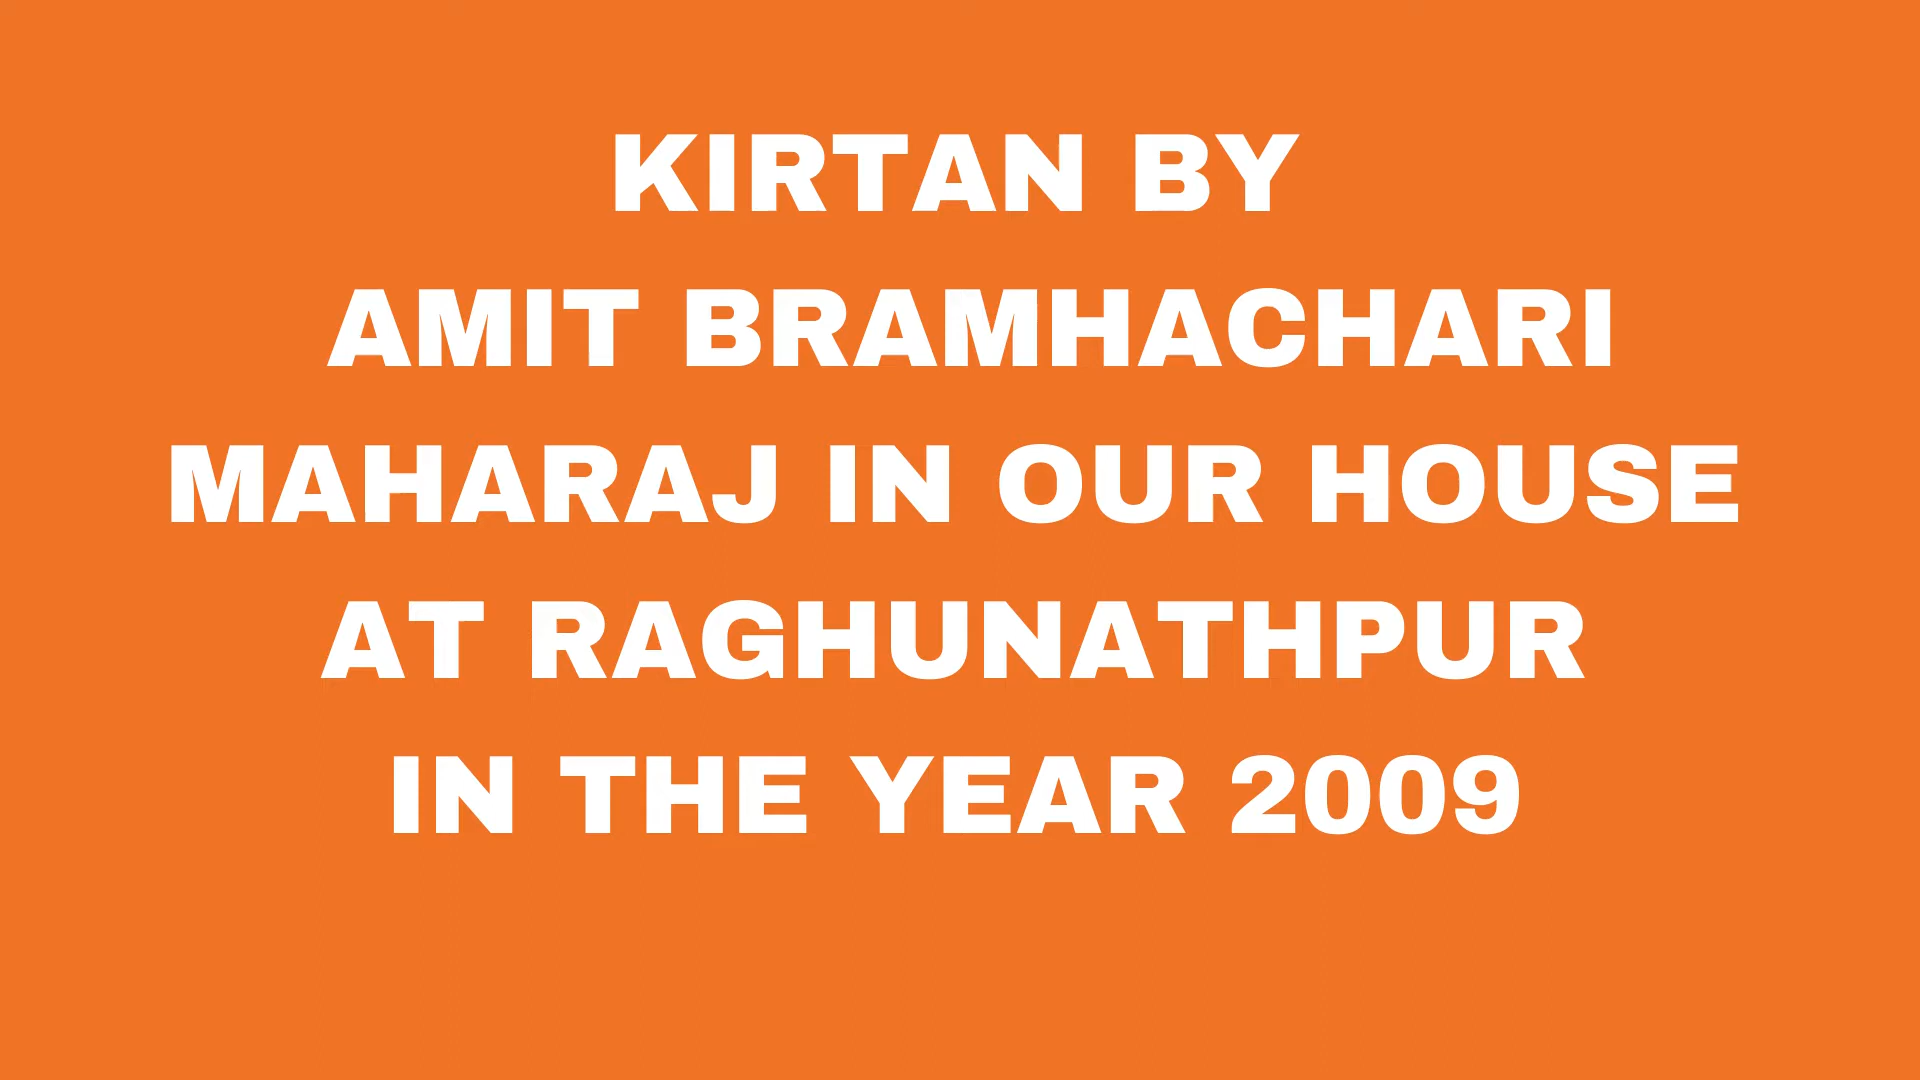 KIRTAN BY
AMIT BRAMHACHARI
MAHARAJ IN OUR HOUSE
AT RAGHUNATHPUR
IN THE YEAR 2009